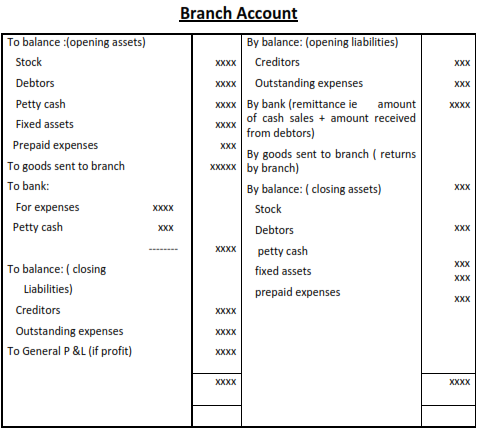 Branch Account
To balance :(opening assets)
Stock xxxx
Debtors xxxx
Petty cash xxxx
Fixed assets xxxx
Prepaid expenses xxx
To goods sent to branch xxxxx
To bank:
For expenses xxxx
Petty cash xxx
-------- xxxx
To balance: ( closing
Liabilities)
Creditors xxxx
Outstanding expenses xxxx
To General P &L (if profit) xxxx
xxxx
By balance: (opening liabilities)
Creditors xxx
Outstanding expenses xxx
By bank (remittance ie amount xxxx
of cash sales + amount received
from debtors)
By goods sent to branch ( returns
by branch)
By balance: ( closing assets) xxx
Stock
Debtors xxx
petty cash
xxx
fixed assets
xxx
prepaid expenses
xxx
xxxx